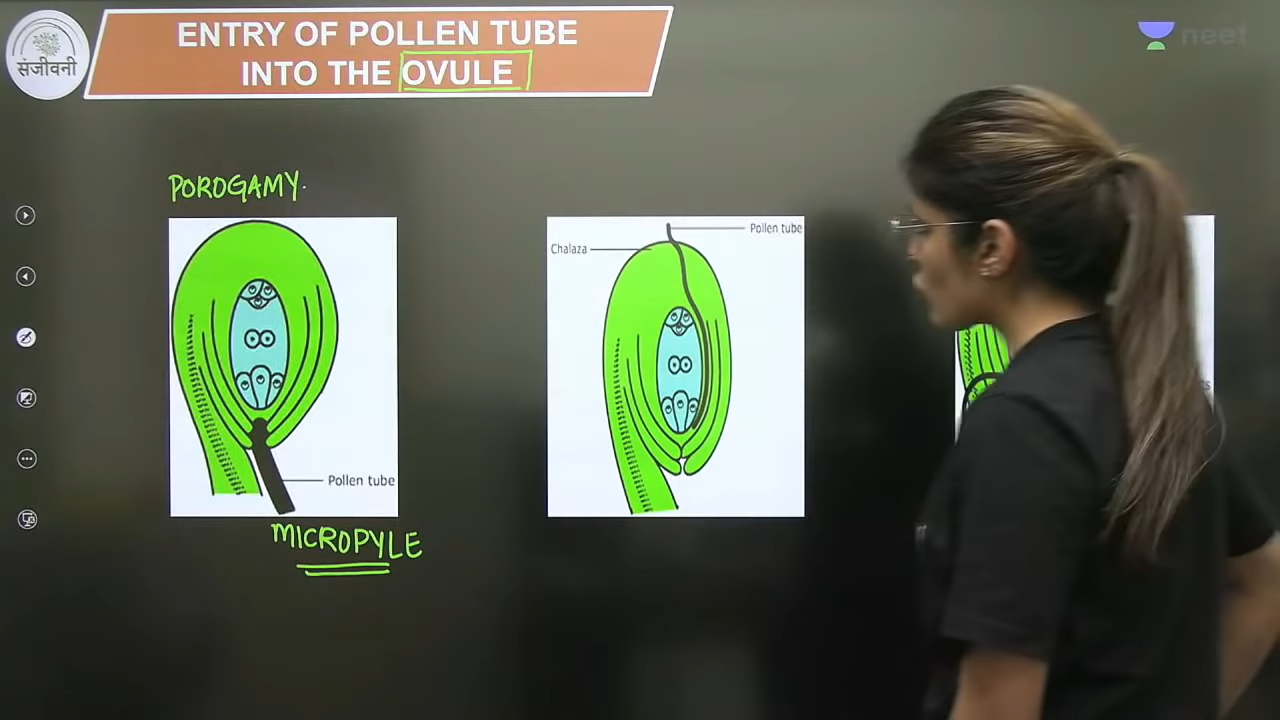 संजीवनी
ENTRY OF POLLEN TUBE
INTO THE OVULE
neet
POROGAMY
Pollen tube
MICROPYLE
Pollen tube
Chalaza